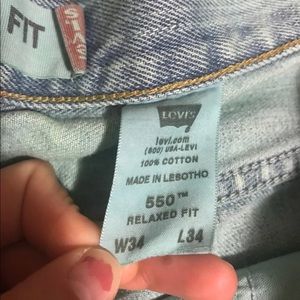 FIT
LEVI'S
levi.com
(800) USA-LEVI
100% COTTON
MADE IN LESOTHO
550™
RELAXED FIT
W34 L34